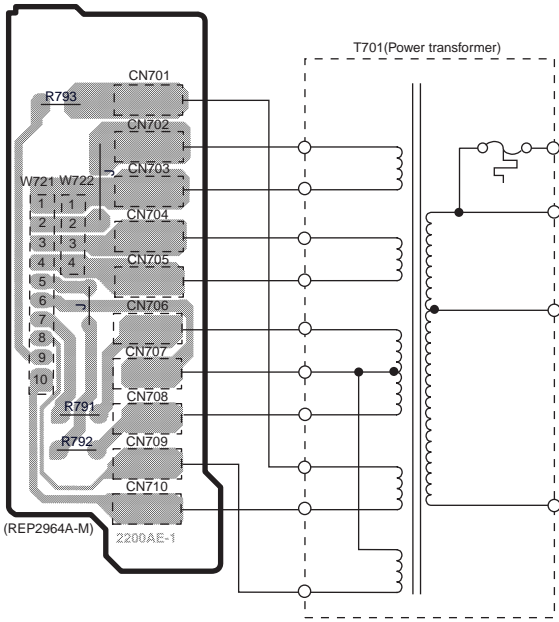 T701(Power transformer)
CN701
R793
CN702
J
CN703
W721 W722
1 1
2 2
3 3
4 4
5
6
7
8
9
10
CN704
CN705
CN706
J
CN707
CN708
R791
CN709
R792
CN710
(REP2964A-M)
2200AE-1